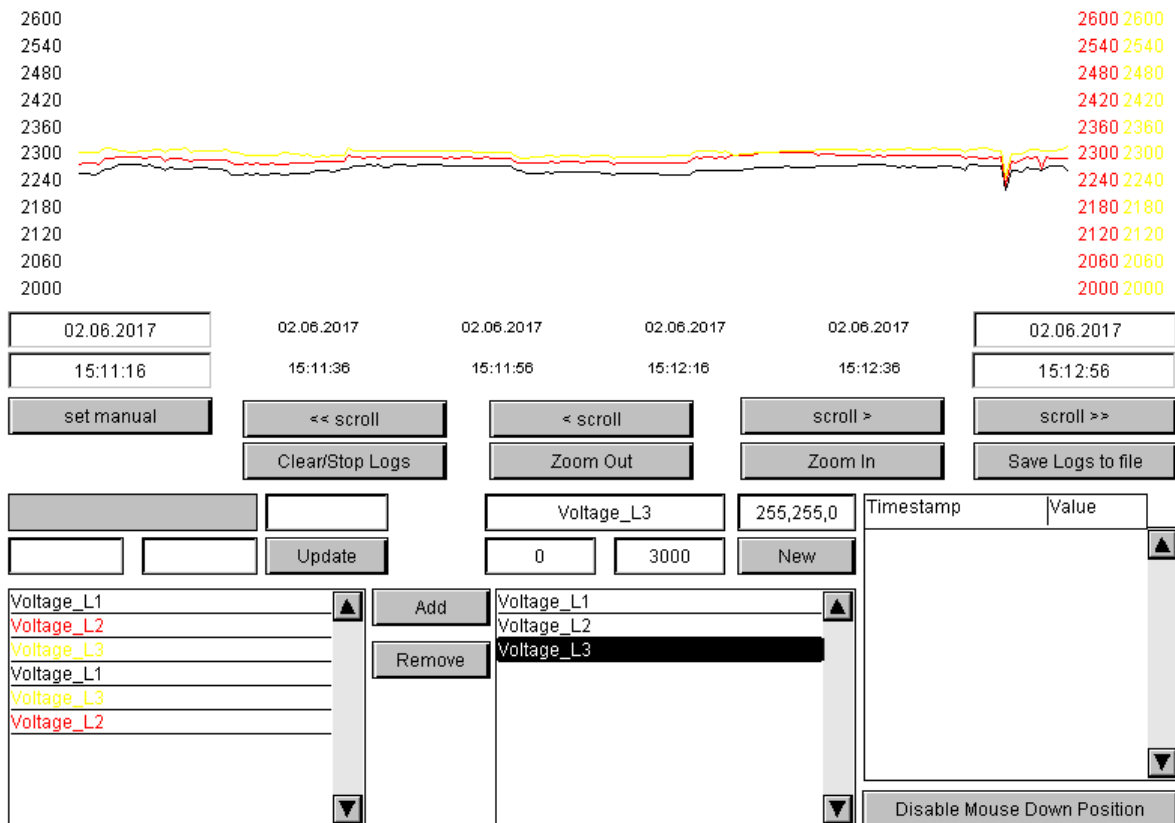 2600 2600 2600
2540 2540 2540
2480 2480 2480
2420 2420 2420
2360 2360 2360
2300 2300 2300
2240 2240 2240
2180 2180 2180
2120 2120 2120
2060 2060 2060
2000 2000 2000
02.06.2017 02.06.2017 02.06.2017 02.06.2017 02.06.2017 02.06.2017
15:11:16 15:11:36 15:11:56 15:12:16 15:12:36 15:12:56
set manual << scroll < scroll scroll > scroll >>
Clear/Stop Logs Zoom Out Zoom In Save Logs to file
Voltage_L3 255,255,0 Timestamp Value
Update 0 3000 New
Voltage_L1 Add Voltage_L1
Voltage_L2 Voltage_L2
Voltage_L3 Remove Voltage_L3
Voltage_L1
Voltage_L3
Voltage_L2
Disable Mouse Down Position